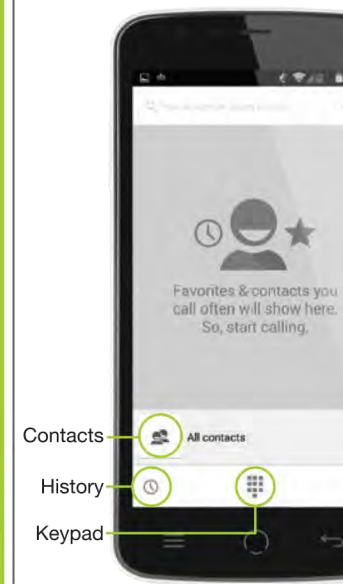 Favorites & contacts you
call often will show here.
So, start calling.
Contacts
All contacts
History
Keypad